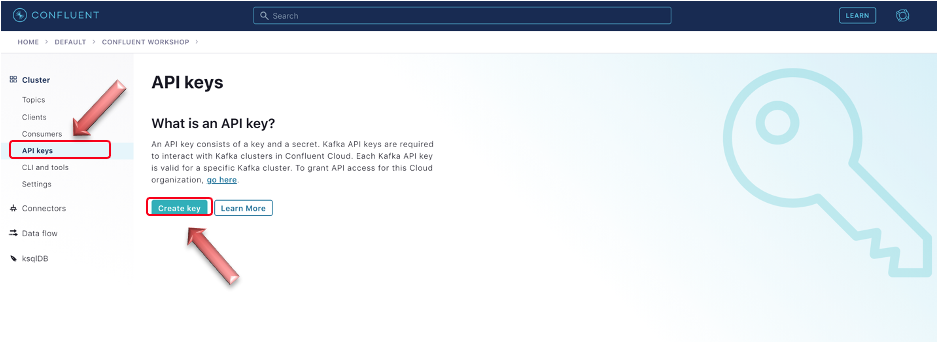 CONFLUENT
Search
LEARN
HOME > DEFAULT > CONFLUENT WORKSHOP >
Cluster
Topics
Clients
Consumers
API keys
CLI and tools
Settings
Connectors
Data flow
ksqlDB
API keys
What is an API key?
An API key consists of a key and a secret. Kafka API keys are required
to interact with Kafka clusters in Confluent Cloud. Each Kafka API key
is valid for a specific Kafka cluster. To grant API access for this Cloud
organization, go here.
Create key
Learn More